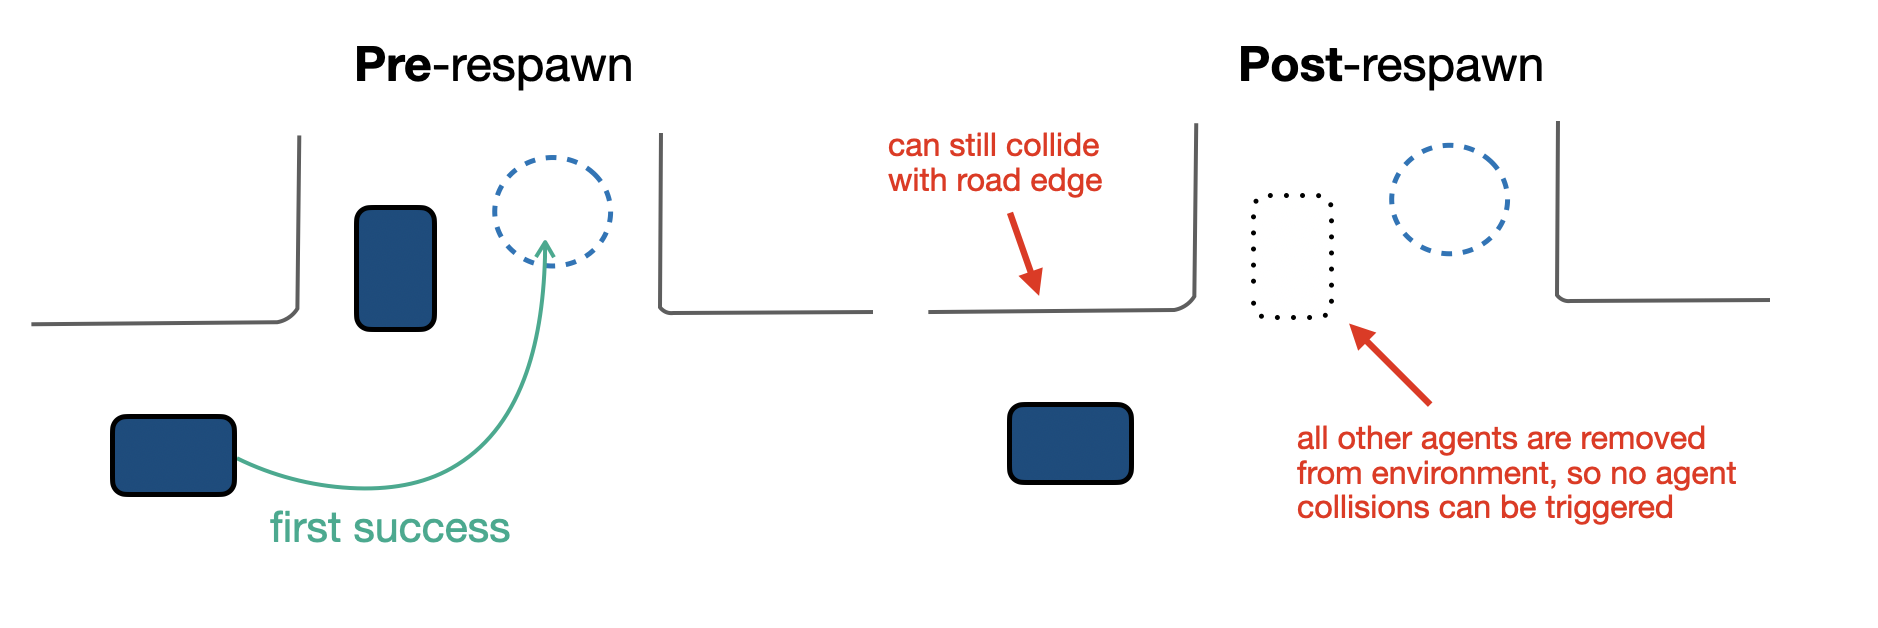 Pre-respawn
first success
Post-respawn
can still collide
with road edge
all other agents are removed
from environment, so no agent
collisions can be triggered